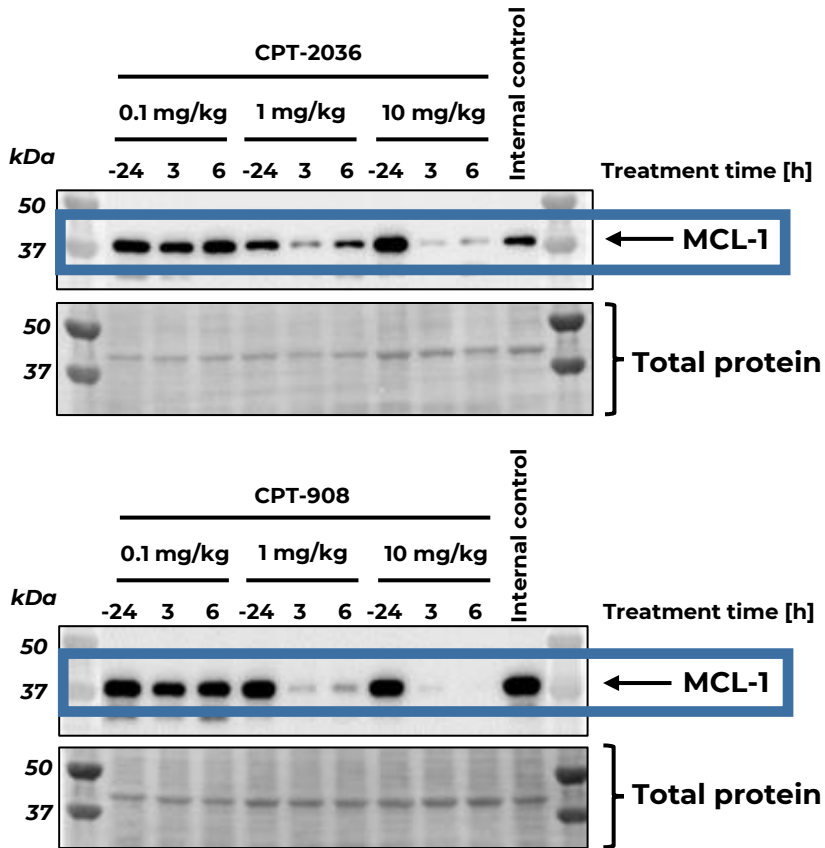 CPT-2036
0.1 mg/kg 1 mg/kg 10 mg/kg Internal control
kDa -24 3 6 -24 3 6 -24 3 6 Treatment time [h]
50
37 MCL-1
50
37 Total protein
CPT-908
0.1 mg/kg 1 mg/kg 10 mg/kg Internal control
kDa -24 3 6 -24 3 6 -24 3 6 Treatment time [h]
50
37 MCL-1
50
37 Total protein